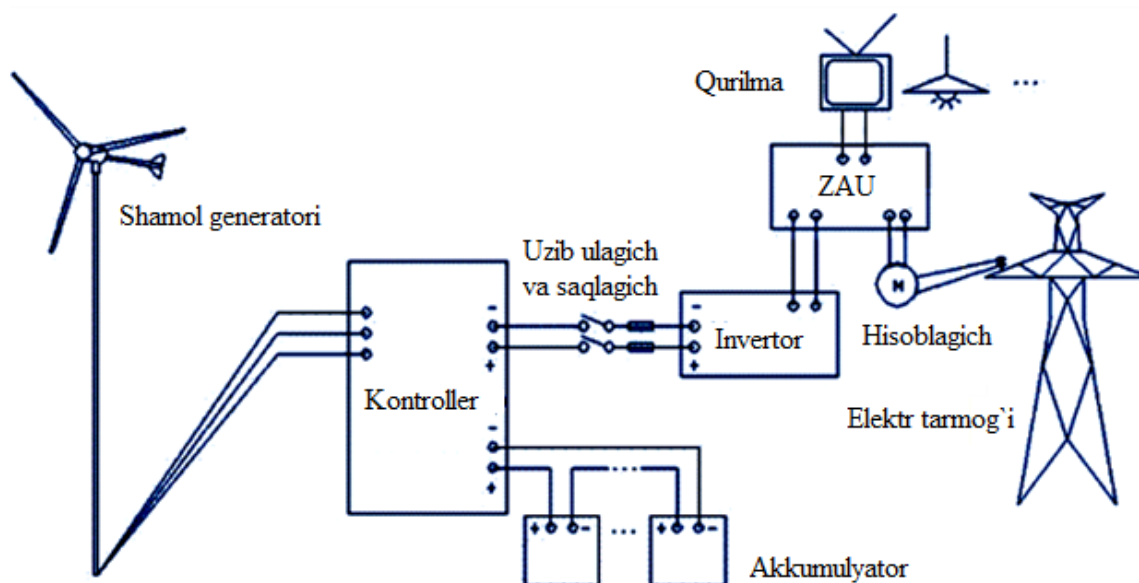 Qurilma
...
ZAU
Shamol generatori
Uzib ulagich
va saqlagich
-
-
Invertor
+
+
M
Hisoblagich
Kontroller
Elektr tarmog`i
-
+
...
+ -
...
+ -
Akkumulyator